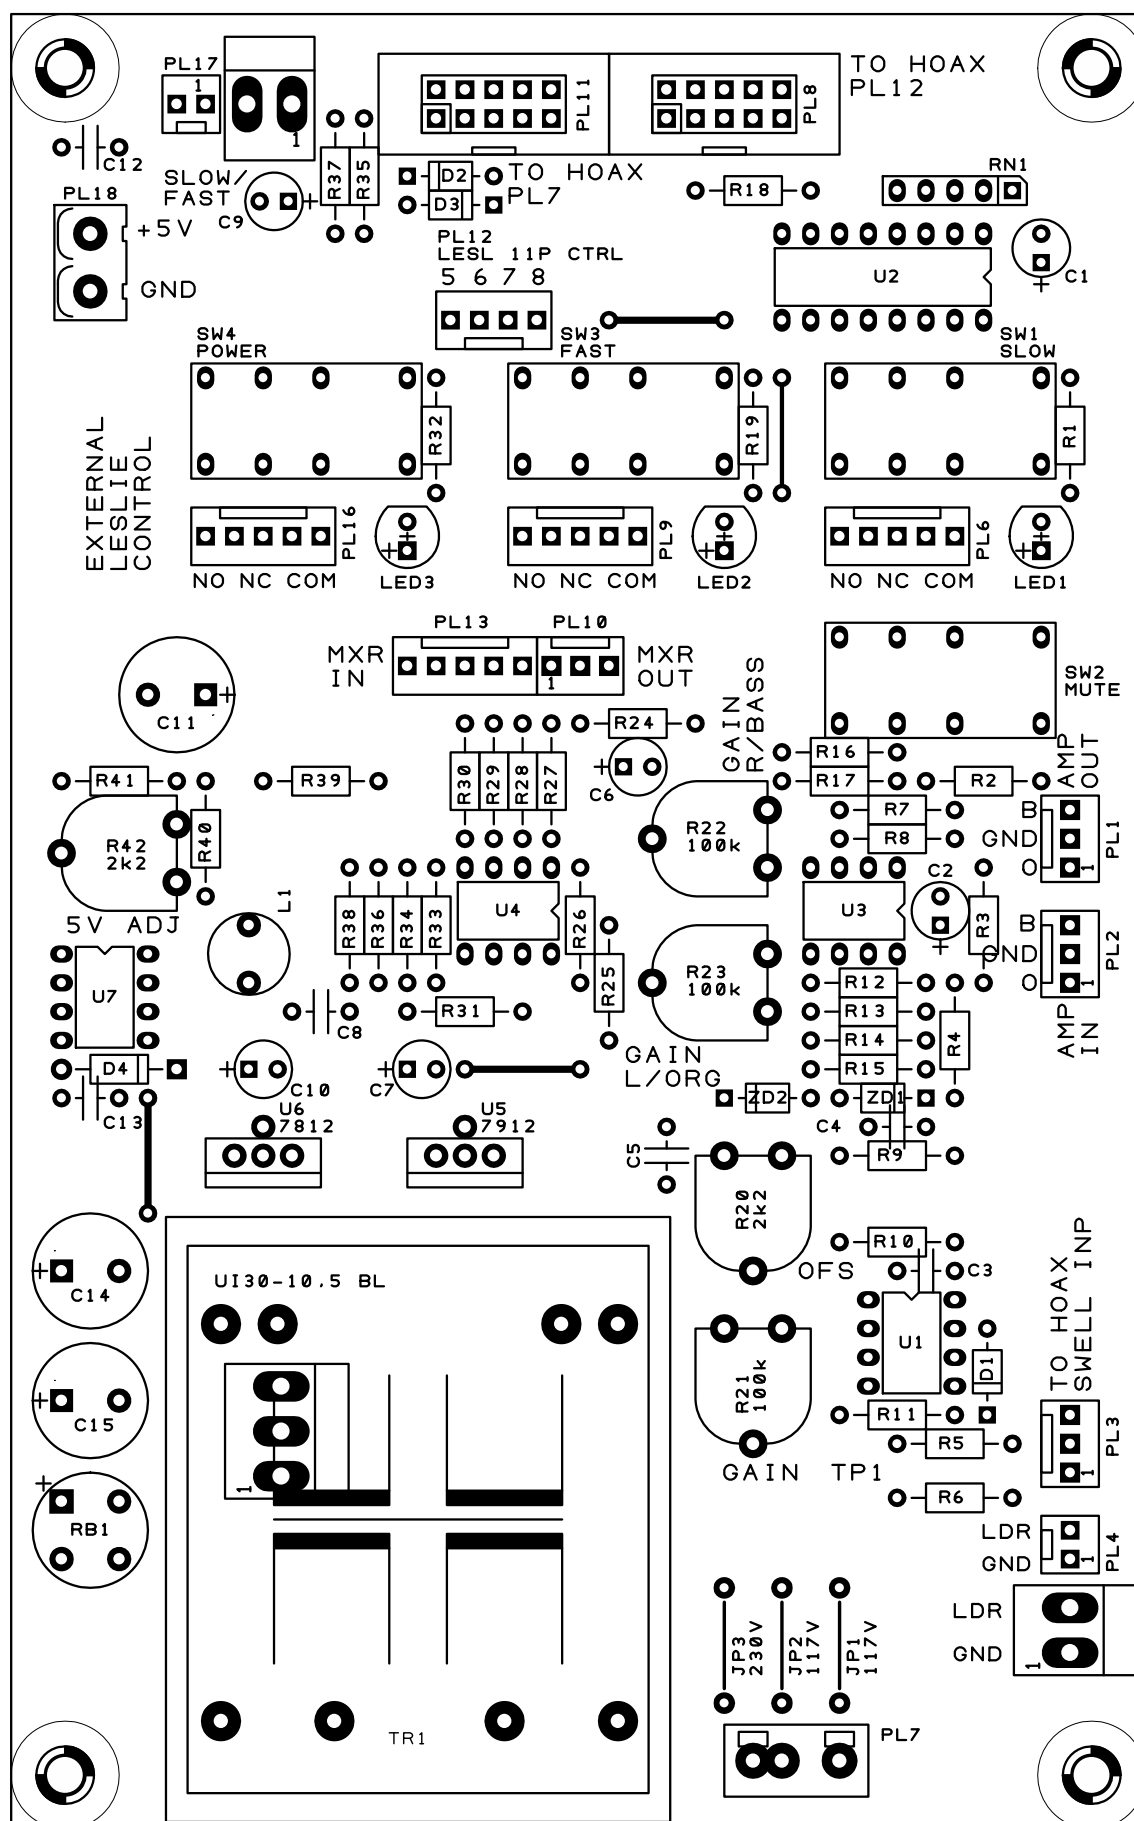 PL17
1
1
PL11
PL8
TO HOAX
PL12
C12
SLOW/
FAST
C9
R37
R35
D2
D3
TO HOAX
PL7
R18
RN1
PL18
+5V
GND
PL12
LESL 11P CTRL
5 6 7 8
U2
C1
SW4
POWER
SW3
FAST
SW1
SLOW
EXTERNAL
LESLIE
CONTROL
R32
R19
R1
PL16
LED3
PL9
LED2
PL6
LED1
NO NC COM
NO NC COM
NO NC COM
PL13
PL10
MXR
IN
1
MXR
OUT
SW2
MUTE
C11
R24
C6
GAIN
R/BASS
R16
R17
R2
AMP
OUT
R41
R39
R30
R29
R28
R27
R7
R8
B
GND
O
1
PL1
R42
2k2
R40
5V ADJ
R22
100k
L1
R38
R36
R34
R33
U4
R26
R25
U3
C2
R3
B
GND
O
1
PL2
AMP
IN
R23
100k
U7
C8
R31
R12
R13
R14
R15
R4
GAIN
L/ORG
D4
C13
C10
C7
ZD2
ZD1
C4
R9
U6
7812
U5
7912
C5
R20
2k2
OFS
R10
C3
C14
UI30-10,5 BL
U1
D1
TO HOAX
SWELL INP
C15
R21
100k
R11
R5
GAIN
TP1
R6
1
PL3
1
RB1
LDR
GND
1
PL4
LDR
GND
1
JP3
230V
JP2
117V
JP1
117V
TR1
PL7